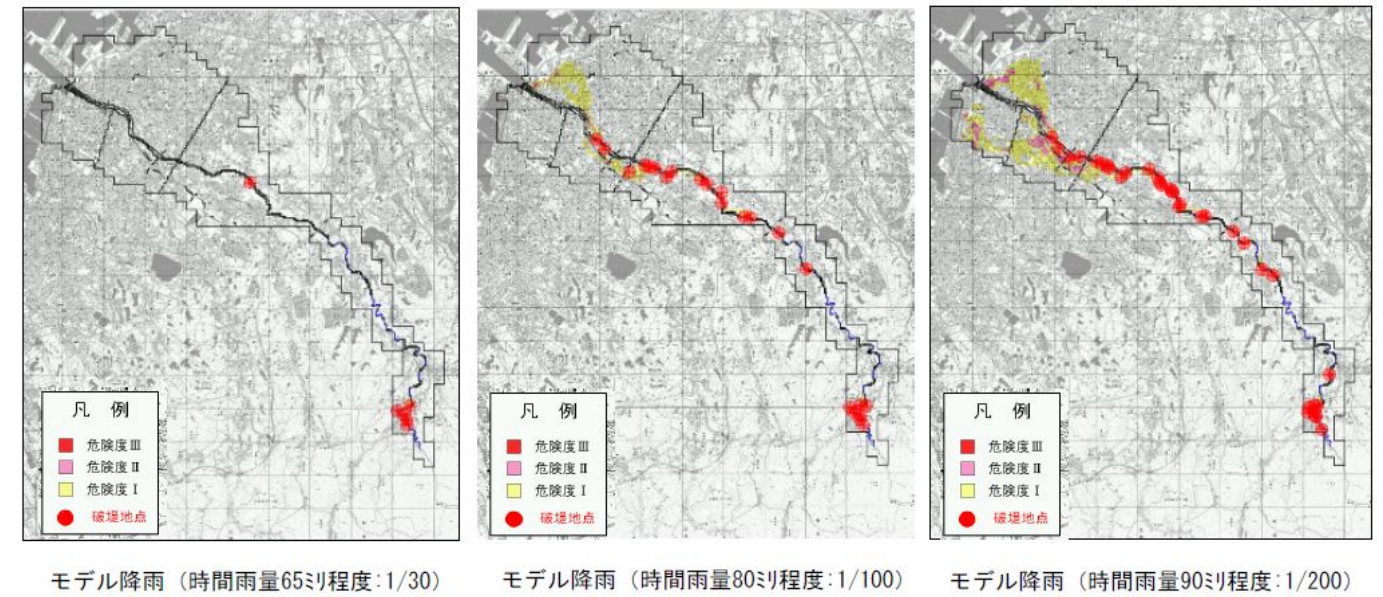 凡 例
危険度Ⅲ
危険度Ⅱ
危険度Ⅰ
破堤地点
モデル降雨（時間雨量65ﾐﾘ程度：1/30）
凡 例
危険度Ⅲ
危険度Ⅱ
危険度Ⅰ
破堤地点
モデル降雨（時間雨量80ﾐﾘ程度：1/100）
凡 例
危険度Ⅲ
危険度Ⅱ
危険度Ⅰ
破堤地点
モデル降雨（時間雨量90ﾐﾘ程度：1/200）